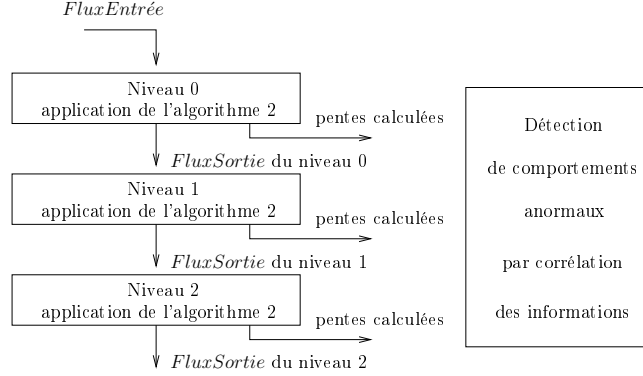 FluxEntrée
Niveau 0
application de l'algorithme 2
pentes calculées
FluxSortie du niveau 0
Niveau 1
application de l'algorithme 2
pentes calculées
FluxSortie du niveau 1
Niveau 2
application de l'algorithme 2
pentes calculées
FluxSortie du niveau 2
Détection
de comportements
anormaux
par corrélation
des informations